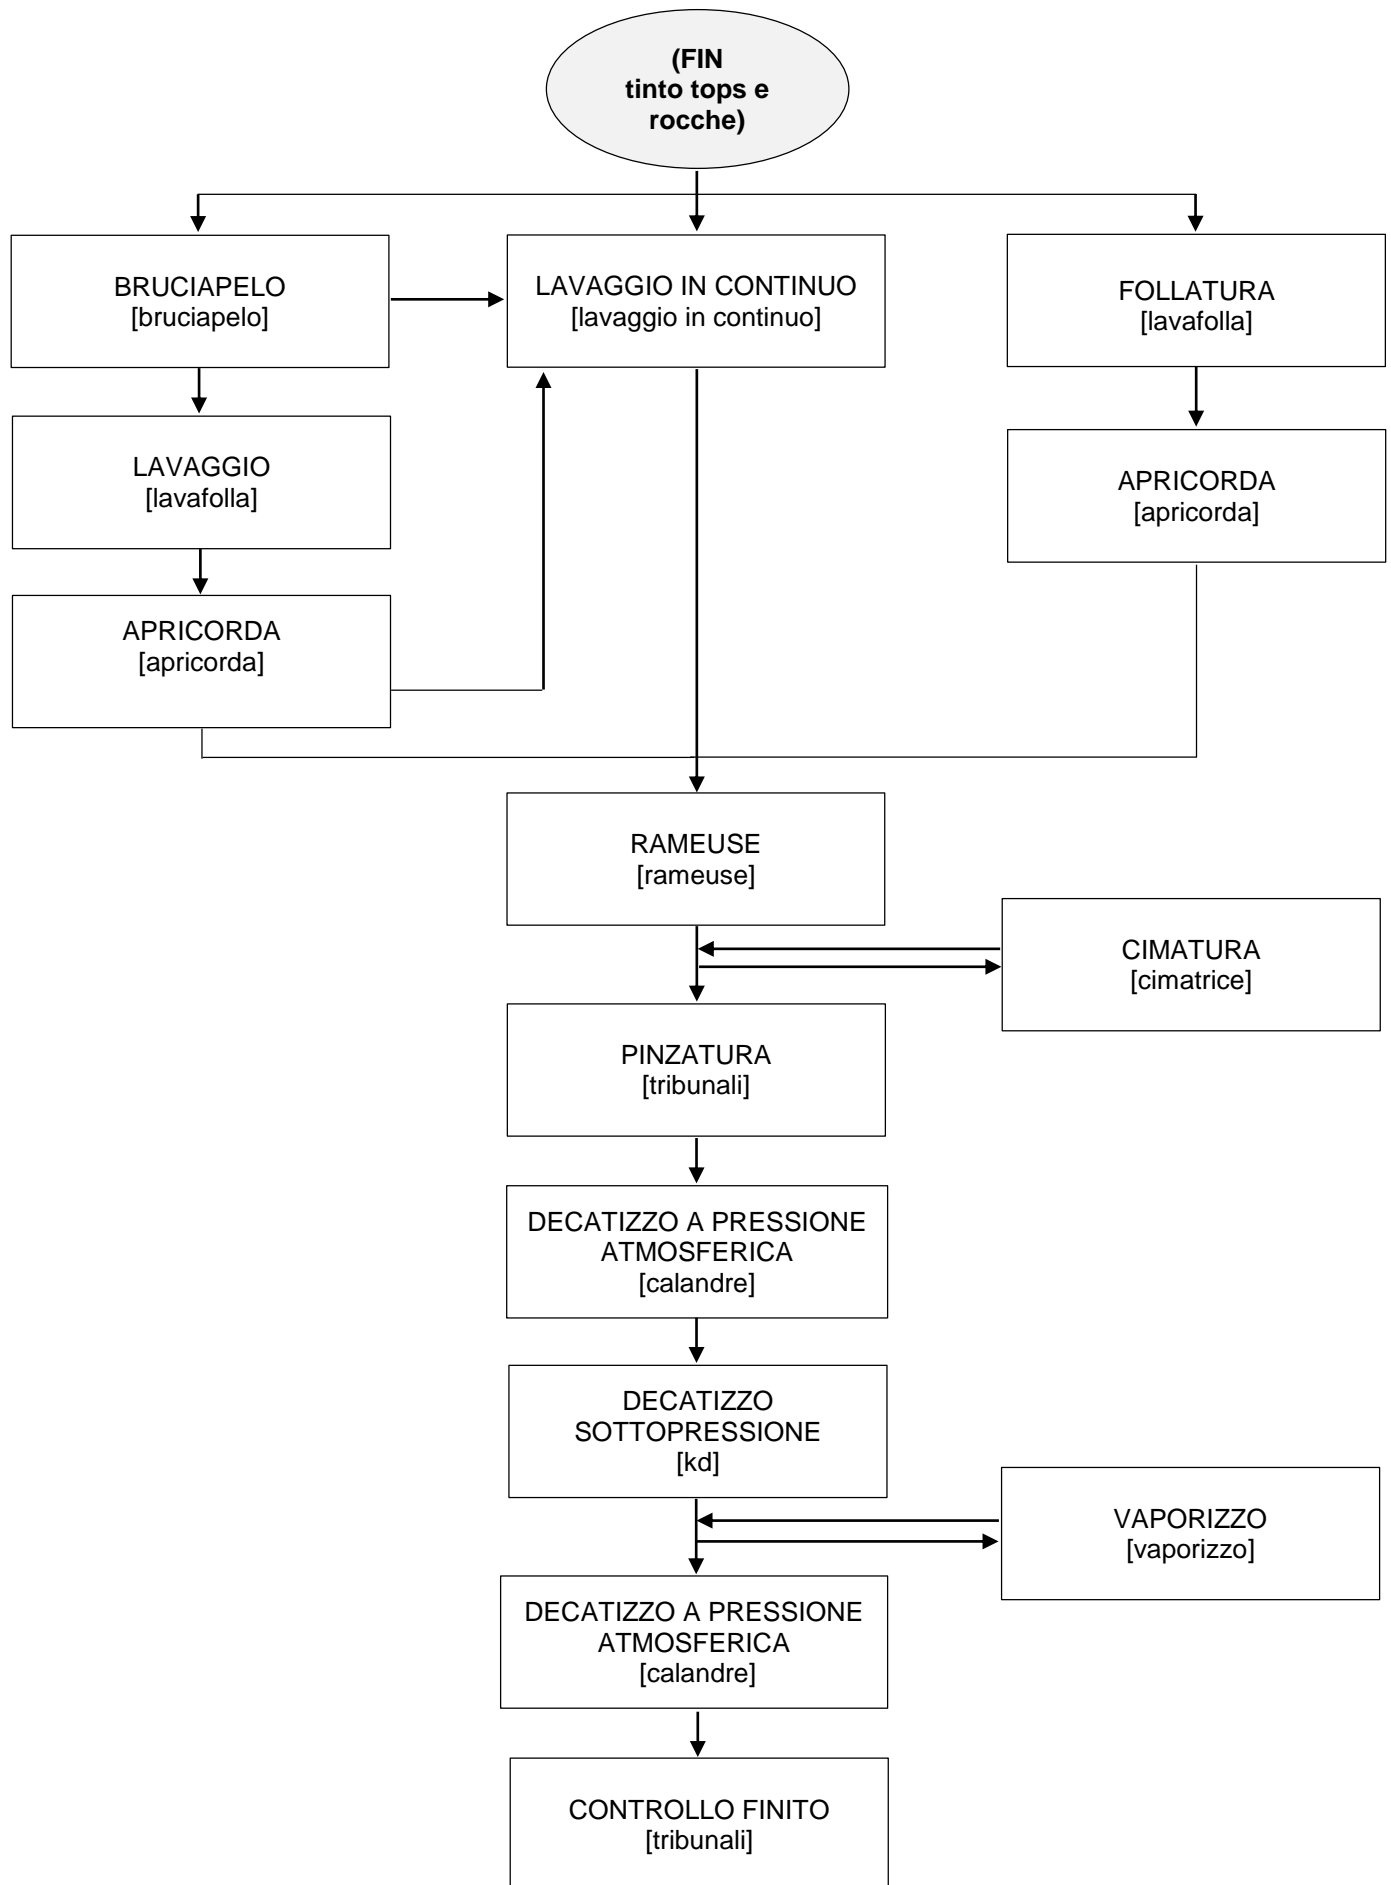 (FIN
tinto tops e
rocche)
BRUCIAPELO
[bruciapelo]
LAVAGGIO IN CONTINUO
[lavaggio in continuo]
FOLLATURA
[lavafolla]
LAVAGGIO
[lavafolla]
APRICORDA
[apricorda]
APRICORDA
[apricorda]
RAMEUSE
[rameuse]
CIMATURA
[cimatrice]
PINZATURA
[tribunali]
DECATIZZO A PRESSIONE
ATMOSFERICA
[calandre]
DECATIZZO
SOTTOPRESSIONE
[kd]
VAPORIZZO
[vaporizzo]
DECATIZZO A PRESSIONE
ATMOSFERICA
[calandre]
CONTROLLO FINITO
[tribunali]